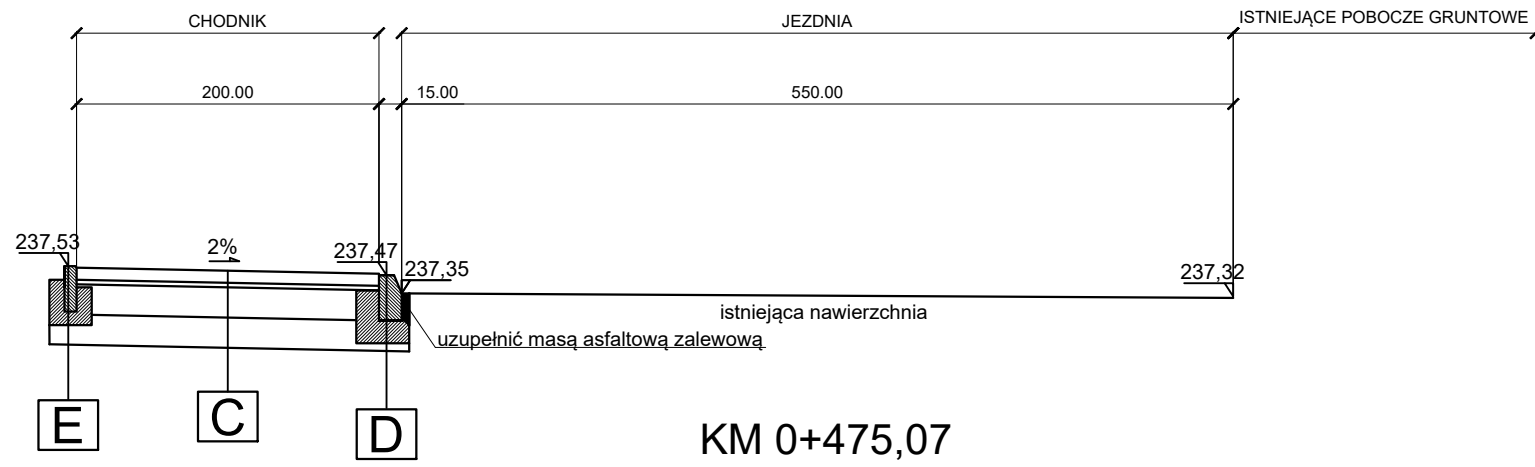 CHODNIK
JEZDNIA
ISTNIEJĄCE POBOCZE GRUNTOWE
200.00
15.00
550.00
237,53
2%
237,47
237,35
237,32
istniejąca nawierzchnia
uzupełnić masą asfaltową zalewową
E
C
D
KM 0+475,07